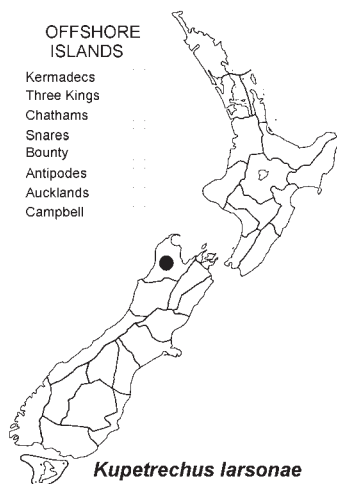 OFFSHORE
ISLANDS
Kermadecs
Three Kings
Chathams
Snares
Bounty
Antipodes
Aucklands
Campbell
Kupetrechus larsonae